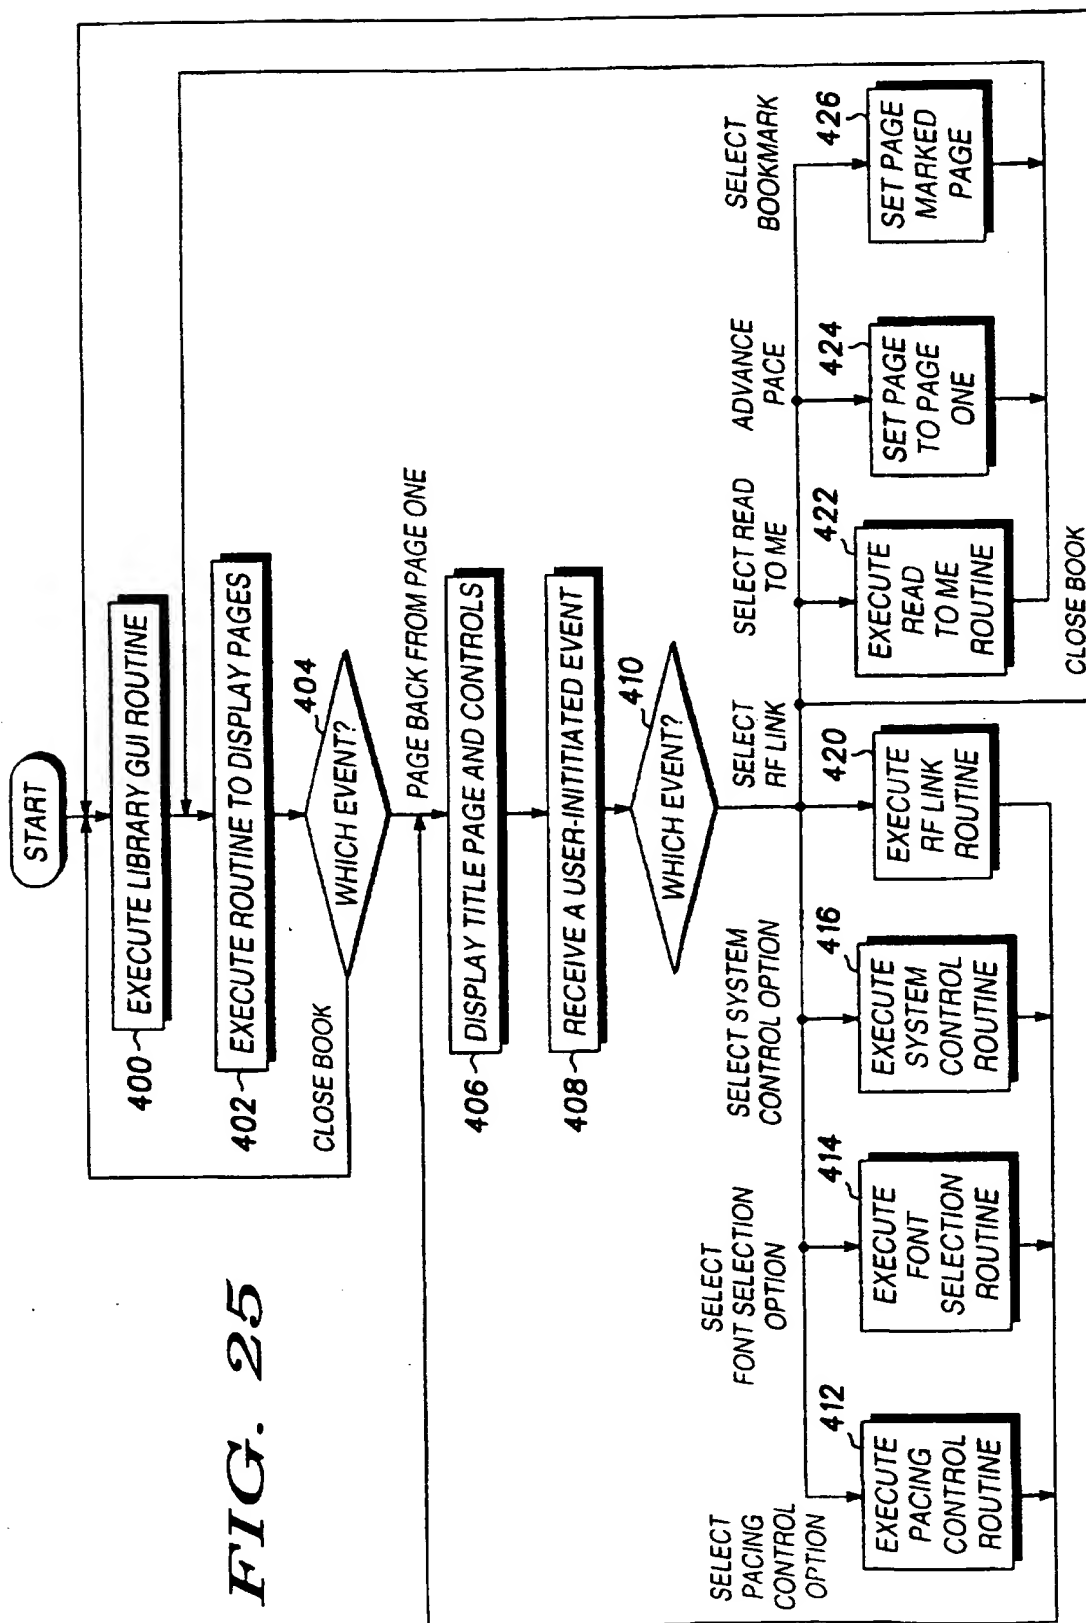 START
EXECUTE LIBRARY GUI ROUTINE
400
EXECUTE ROUTINE TO DISPLAY PAGES
402
WHICH EVENT?
404
CLOSE BOOK
PAGE BACK FROM PAGE ONE
DISPLAY TITLE PAGE AND CONTROLS
406
RECEIVE A USER-INITIATED EVENT
408
WHICH EVENT?
410
SELECT
PACING
CONTROL
OPTION
412
EXECUTE
PACING
CONTROL
ROUTINE
SELECT
FONT SELECTION
OPTION
414
EXECUTE
FONT
SELECTION
ROUTINE
SELECT SYSTEM
CONTROL OPTION
416
EXECUTE
SYSTEM
CONTROL
ROUTINE
SELECT
RF LINK
420
EXECUTE
RF LINK
ROUTINE
SELECT READ
TO ME
422
EXECUTE
READ
TO ME
ROUTINE
ADVANCE
PACE
424
SET PAGE
TO PAGE
ONE
SELECT
BOOKMARK
426
SET PAGE
MARKED
PAGE
CLOSE BOOK
FIG. 25